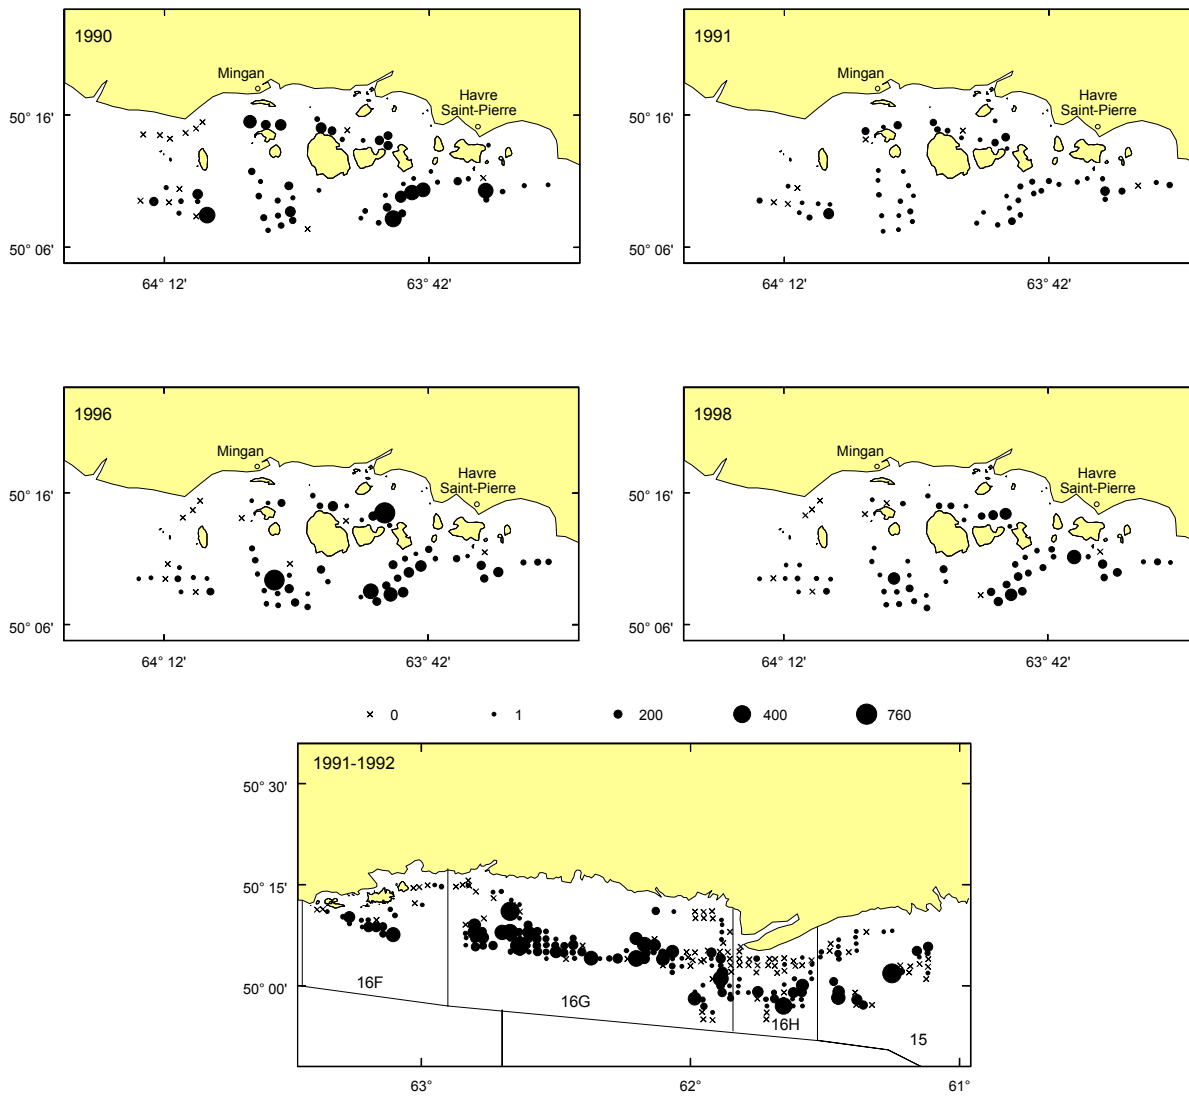 1990
Mingan
Havre
Saint-Pierre
50° 16'
50° 06'
64° 12'
63° 42'
1991
Mingan
Havre
Saint-Pierre
50° 16'
50° 06'
64° 12'
63° 42'
1996
Mingan
Havre
Saint-Pierre
50° 16'
50° 06'
64° 12'
63° 42'
1998
Mingan
Havre
Saint-Pierre
50° 16'
50° 06'
64° 12'
63° 42'
0 1 200 400 760
1991-1992
50° 30'
50° 15'
50° 00'
16F
16G
16H
15
63°
62°
61°